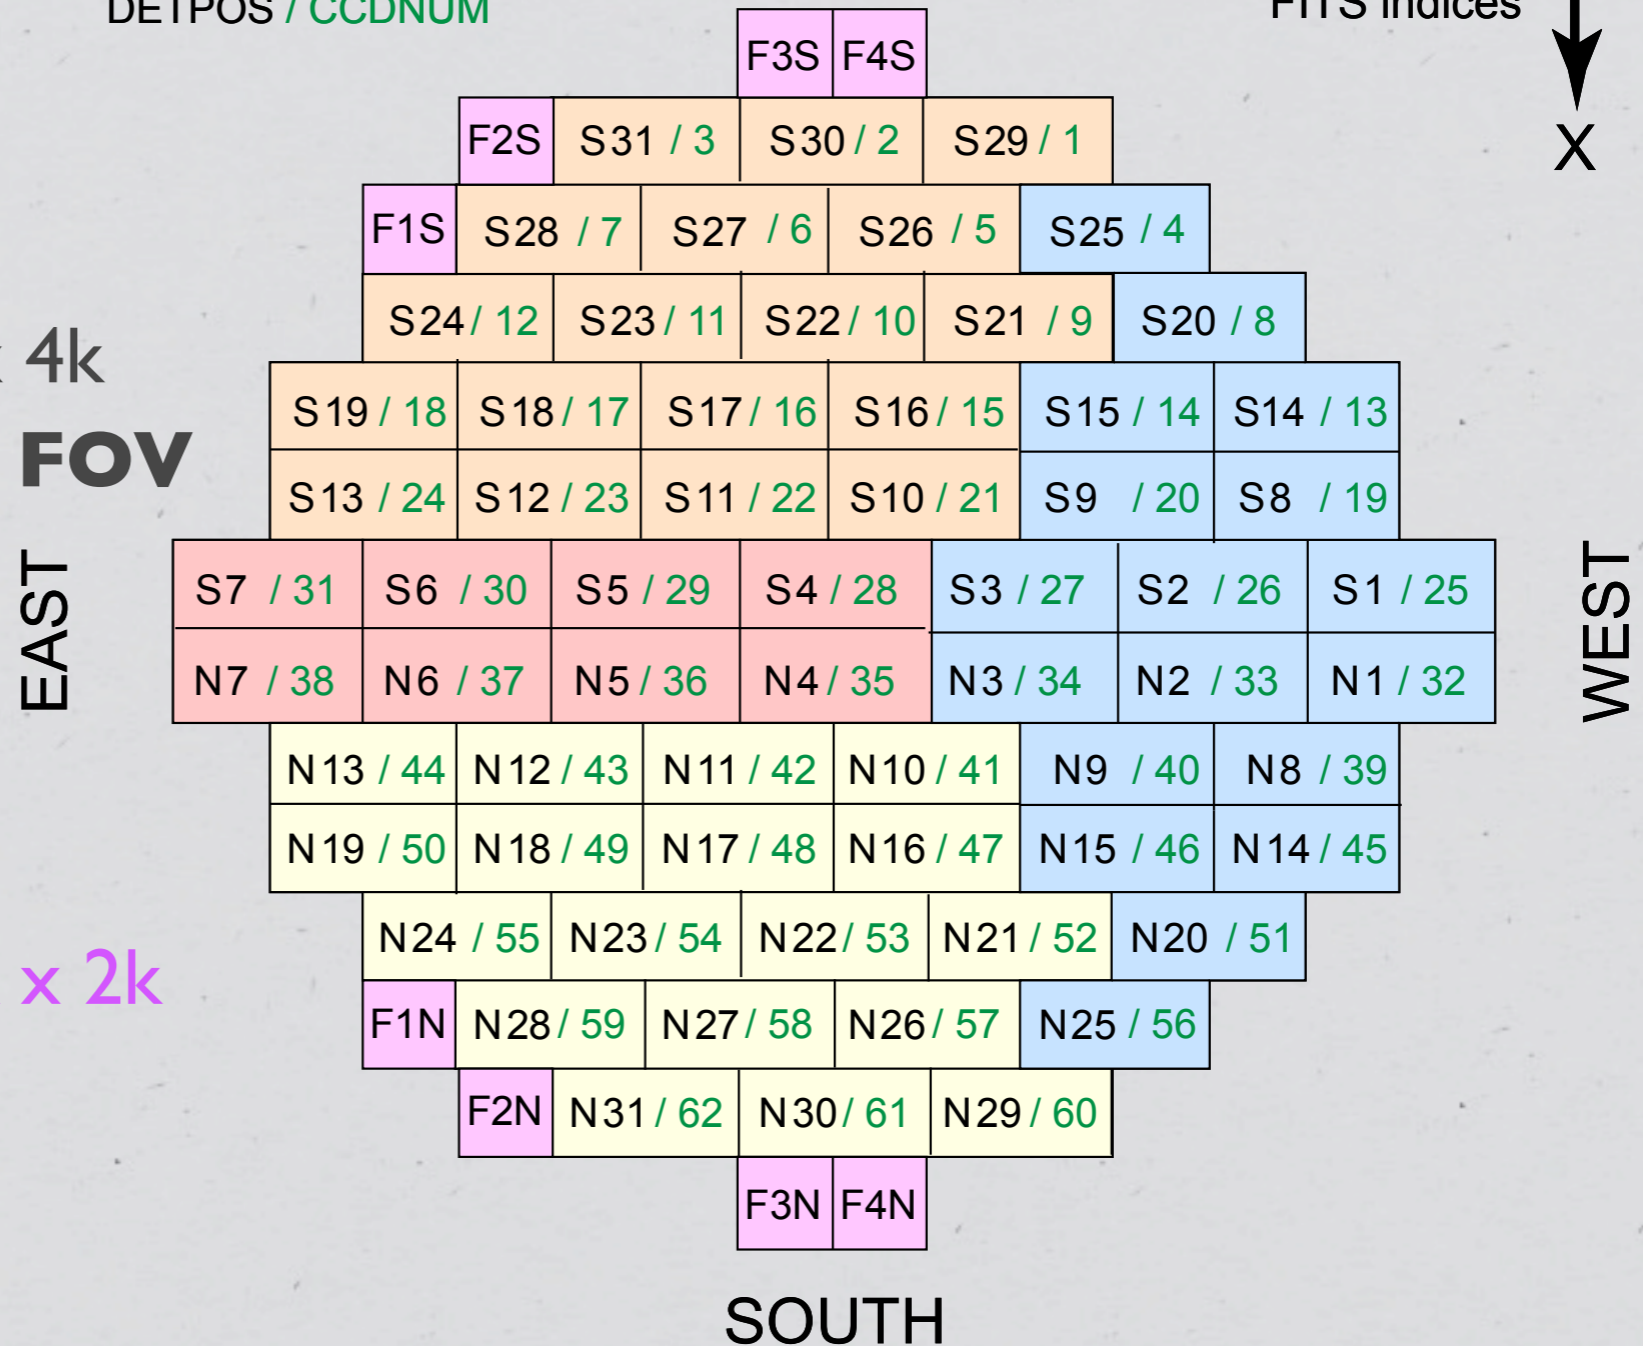 DETPOS / CCDNUM
FITS indices
X
F3S F4S
F2S S31 / 3 S30 / 2 S29 / 1
F1S S28 / 7 S27 / 6 S26 / 5 S25 / 4
S24 / 12 S23 / 11 S22 / 10 S21 / 9 S20 / 8
4k
S19 / 18 S18 / 17 S17 / 16 S16 / 15 S15 / 14 S14 / 13
FOV
S13 / 24 S12 / 23 S11 / 22 S10 / 21 S9 / 20 S8 / 19
EAST
S7 / 31 S6 / 30 S5 / 29 S4 / 28 S3 / 27 S2 / 26 S1 / 25
WEST
N7 / 38 N6 / 37 N5 / 36 N4 / 35 N3 / 34 N2 / 33 N1 / 32
N13 / 44 N12 / 43 N11 / 42 N10 / 41 N9 / 40 N8 / 39
N19 / 50 N18 / 49 N17 / 48 N16 / 47 N15 / 46 N14 / 45
N24 / 55 N23 / 54 N22 / 53 N21 / 52 N20 / 51
x 2k
F1N N28 / 59 N27 / 58 N26 / 57 N25 / 56
F2N N31 / 62 N30 / 61 N29 / 60
F3N F4N
SOUTH